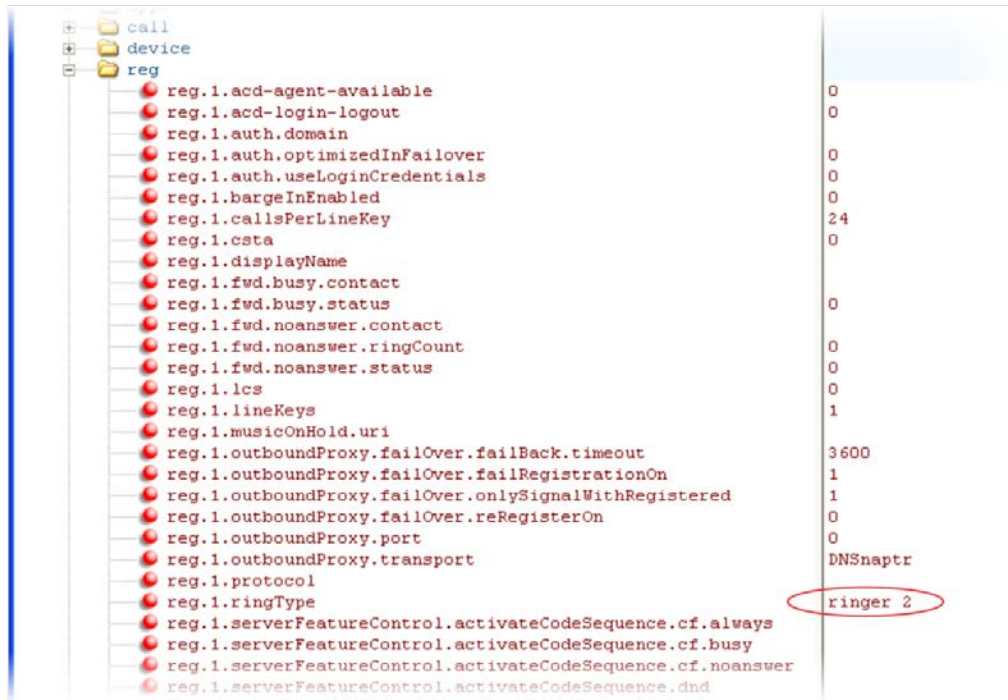 call
device
reg
reg.1.acd-agent-available 0
reg.1.acd-login-logout 0
reg.1.auth.domain
reg.1.auth.optimizedInFailover 0
reg.1.auth.useLoginCredentials 0
reg.1.bargeInEnabled 0
reg.1.callsPerLineKey 24
reg.1.csta 0
reg.1.displayName
reg.1.fwd.busy.contact
reg.1.fwd.busy.status 0
reg.1.fwd.noanswer.contact
reg.1.fwd.noanswer.ringCount 0
reg.1.fwd.noanswer.status 0
reg.1.lcs 0
reg.1.lineKeys 1
reg.1.musicOnHold.uri
reg.1.outboundProxy.failOver.failBack.timeout 3600
reg.1.outboundProxy.failOver.failRegistrationOn 1
reg.1.outboundProxy.failOver.onlySignalWithRegistered 1
reg.1.outboundProxy.failOver.reRegisterOn 0
reg.1.outboundProxy.port 0
reg.1.outboundProxy.transport DNSnaptr
reg.1.protocol
reg.1.ringType ringer 2
reg.1.serverFeatureControl.activateCodeSequence.cf.always
reg.1.serverFeatureControl.activateCodeSequence.cf.busy
reg.1.serverFeatureControl.activateCodeSequence.cf.noanswer
reg.1.serverFeatureControl.activateCodeSequence.dnd